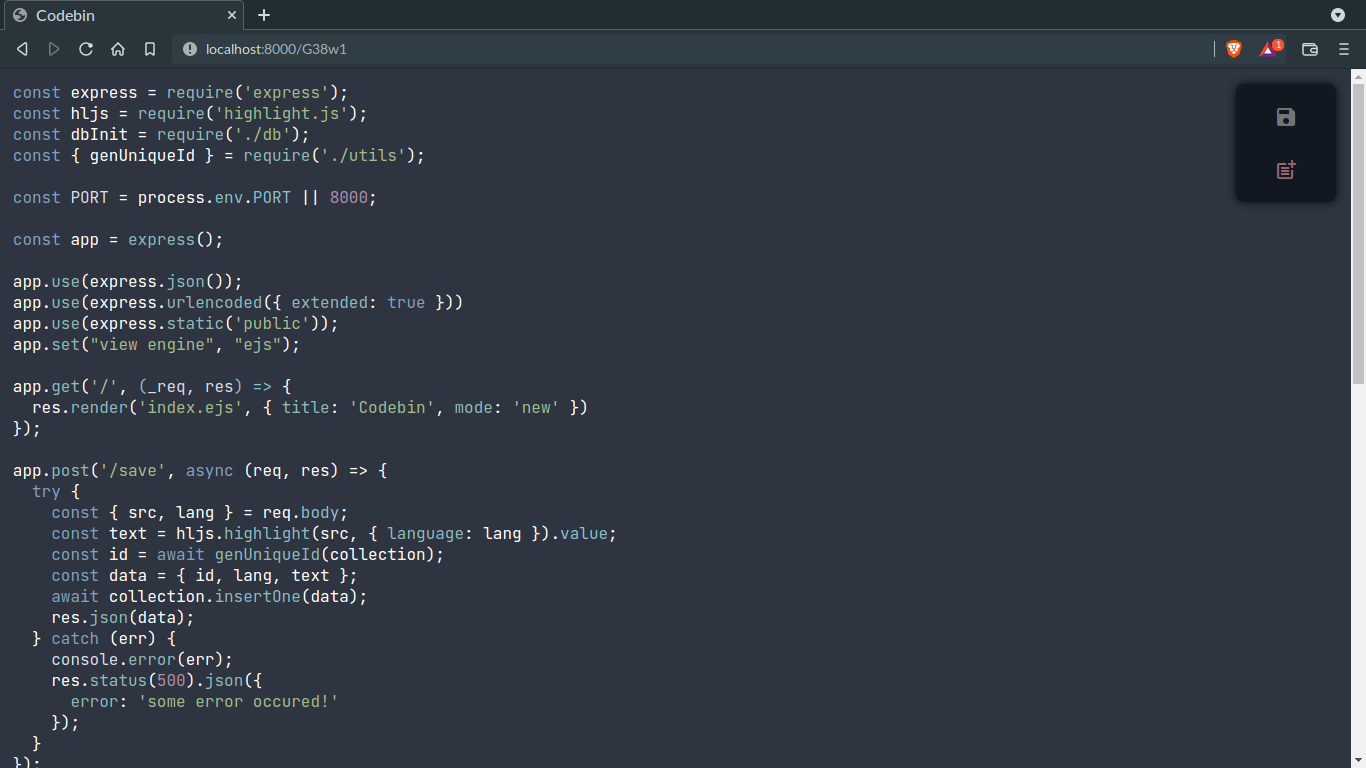 Codebin
localhost:8000/G38w1
1
const express = require('express');
const hljs = require('highlight.js');
const dbInit = require('./db');
const { genUniqueId } = require('./utils');
const PORT = process.env.PORT || 8000;
const app = express();
app.use(express.json());
app.use(express.urlencoded({ extended: true }))
app.use(express.static('public'));
app.set("view engine", "ejs");
app.get('/', (_req, res) => {
  res.render('index.ejs', { title: 'Codebin', mode: 'new' })
});
app.post('/save', async (req, res) => {
  try {
    const { src, lang } = req.body;
    const text = hljs.highlight(src, { language: lang }).value;
    const id = await genUniqueId(collection);
    const data = { id, lang, text };
    await collection.insertOne(data);
    res.json(data);
  } catch (err) {
    console.error(err);
    res.status(500).json({
      error: 'some error occured!'
    });
  }
});